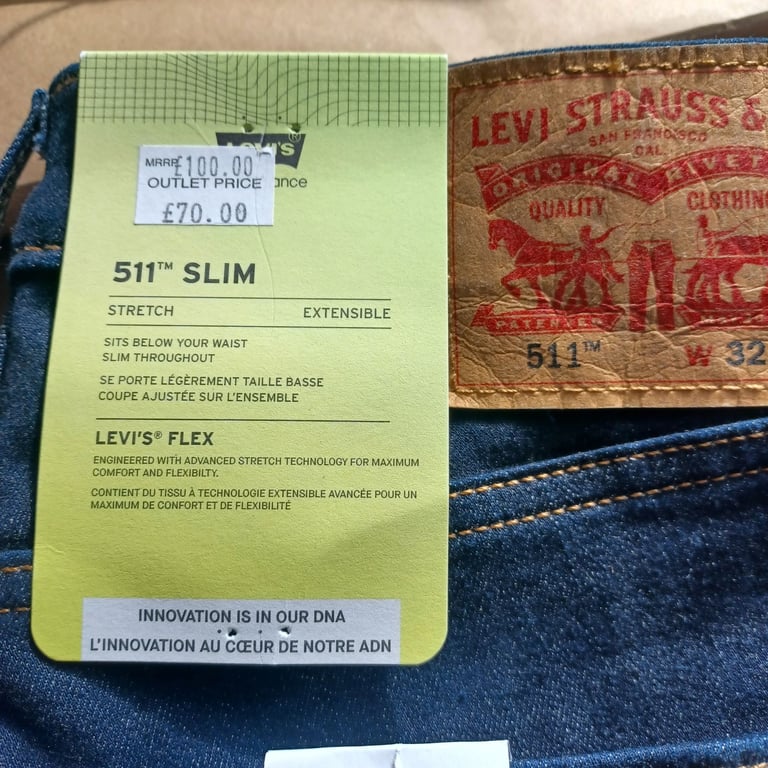 LEVI'S®
MRRP £100.00
OUTLET PRICE
£70.00
ance
511™ SLIM
STRETCH EXTENSIBLE
SITS BELOW YOUR WAIST
SLIM THROUGHOUT
SE PORTE LÉGÈREMENT TAILLE BASSE
COUPE AJUSTÉE SUR L'ENSEMBLE
LEVI'S® FLEX
ENGINEERED WITH ADVANCED STRETCH TECHNOLOGY FOR MAXIMUM
COMFORT AND FLEXIBILTY.
CONTIENT DU TISSU À TECHNOLOGIE EXTENSIBLE AVANCÉE POUR UN
MAXIMUM DE CONFORT ET DE FLEXIBILITÉ
INNOVATION IS IN OUR DNA
L'INNOVATION AU CŒUR DE NOTRE ADN
LEVI STRAUSS &
SAN FRANCISCO
CAL
ORIGINAL RIVE
QUALITY CLOTHING
511™ W 32